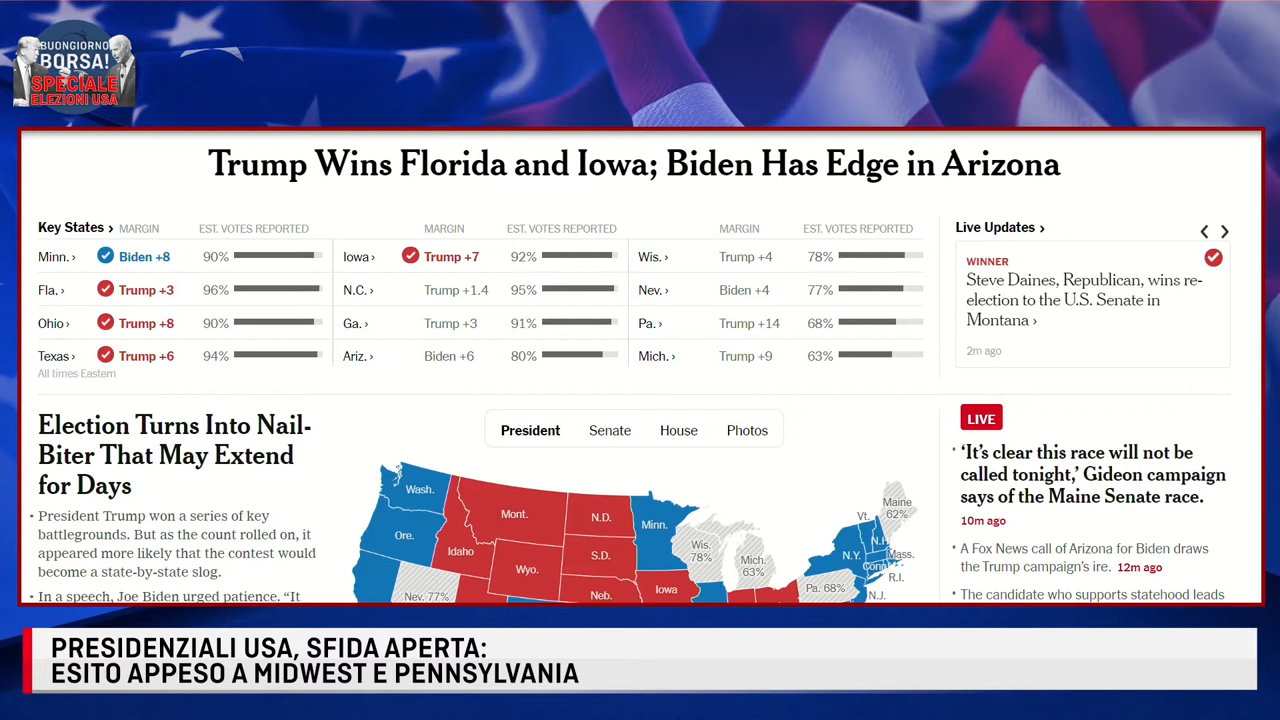 BUONGIORNO
BORSA!
SPECIALE
ELEZIONI USA
Trump Wins Florida and Iowa; Biden Has Edge in Arizona
Key States › MARGIN EST. VOTES REPORTED MARGIN EST. VOTES REPORTED MARGIN EST. VOTES REPORTED
Minn. › Biden +8 90% Iowa › Trump +7 92% Wis. › Trump +4 78%
Fla. › Trump +3 96% N.C. › Trump +1.4 95% Nev. › Biden +4 77%
Ohio › Trump +8 90% Ga. › Trump +3 91% Pa. › Trump +14 68%
Texas › Trump +6 94% Ariz. › Biden +6 80% Mich. › Trump +9 63%
All times Eastern
Live Updates ›
WINNER
Steve Daines, Republican, wins re-
election to the U.S. Senate in
Montana ›
2m ago
Election Turns Into Nail-
Biter That May Extend
for Days
• President Trump won a series of key
battlegrounds. But as the count rolled on, it
appeared more likely that the contest would
become a state-by-state slog.
• In a speech, Joe Biden urged patience. “It
President Senate House Photos
Wash.
Ore.
Idaho
Mont.
Wyo.
Nev. 77%
N.D.
S.D.
Neb.
Minn.
Iowa
Wis.
78%
Mich.
63%
Pa. 68%
N.Y.
Vt.
N.H.
Maine
62%
Mass.
Conn.
R.I.
N.J.
LIVE
• ‘It’s clear this race will not be
called tonight,’ Gideon campaign
says of the Maine Senate race.
10m ago
• A Fox News call of Arizona for Biden draws
the Trump campaign’s ire. 12m ago
• The candidate who supports statehood leads
PRESIDENZIALI USA, SFIDA APERTA:
ESITO APPESO A MIDWEST E PENNSYLVANIA